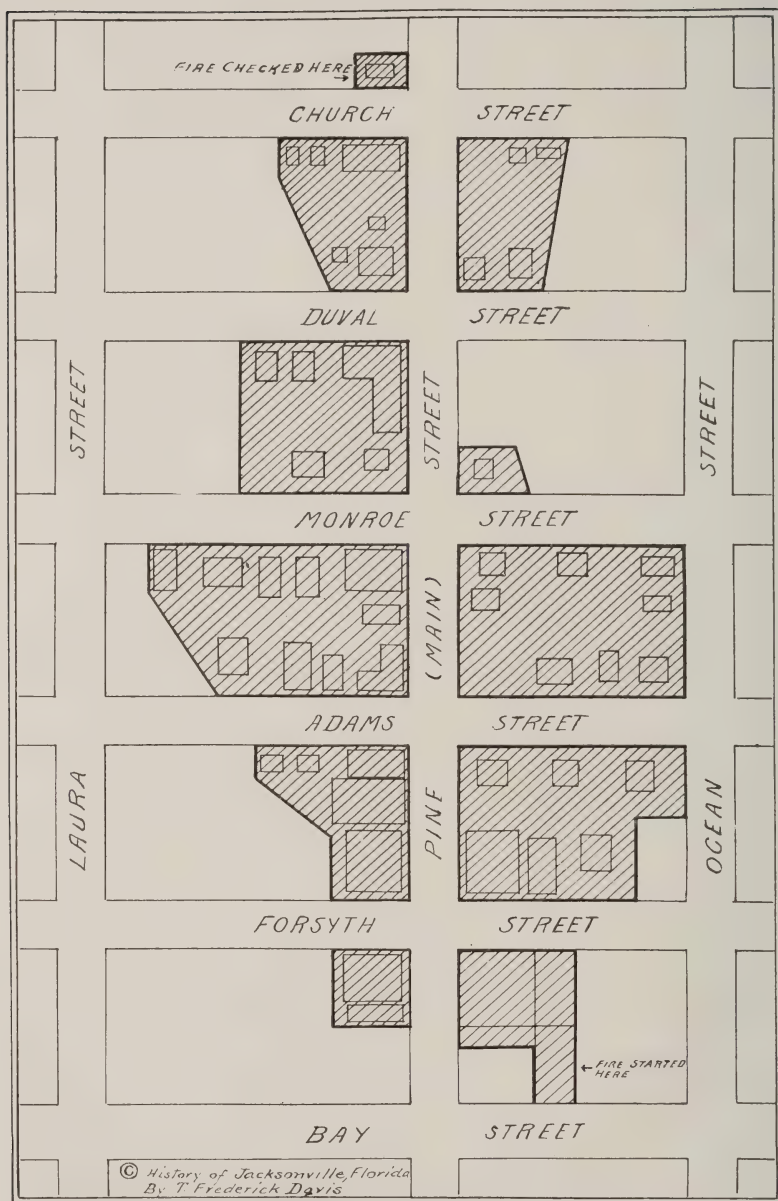 FIRE CHECKED HERE
CHURCH STREET
DUVAL STREET
STREET
STREET
STREET
MONROE STREET
(MAIN)
ADAMS STREET
LAURA
PINE
OCEAN
FORSYTH STREET
FIRE STARTED
HERE
BAY STREET
© History of Jacksonville, Florida
By T. Frederick Davis